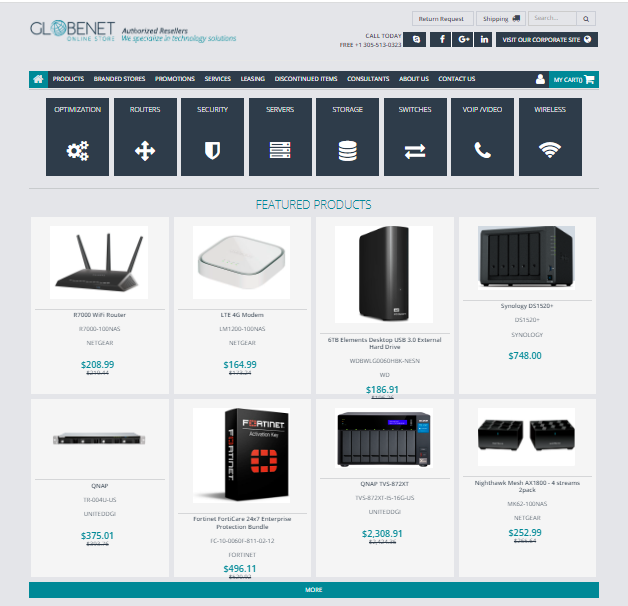 GLOBENET
ONLINE STORE
Authorized Resellers
We specialize in technology solutions
Return Request
Shipping
Search...
CALL TODAY
FREE +1 305-513-0323
VISIT OUR CORPORATE SITE
PRODUCTS BRANDED STORES PROMOTIONS SERVICES LEASING DISCONTINUED ITEMS CONSULTANTS ABOUT US CONTACT US
MY CART()
OPTIMIZATION ROUTERS SECURITY SERVERS STORAGE SWITCHES VOIP /VIDEO WIRELESS
FEATURED PRODUCTS
R7000 WiFi Router
R7000-100NAS
NETGEAR
$208.99
LTE 4G Modem
LM1200-100NAS
NETGEAR
$164.99
6TB Elements Desktop USB 3.0 External
Hard Drive
WDBWLG0060HBK-NESN
WD
$186.91
Synology DS1520+
DS1520+
SYNOLOGY
$748.00
QNAP
TR-004U-US
UNITEDDGI
$375.01
FORTINET
Activation Key
FORTINET
Fortinet FortiCare 24x7 Enterprise
Protection Bundle
FC-10-0060F-811-02-12
FORTINET
$496.11
QNAP TVS-872XT
TVS-872XT-I5-16G-US
UNITEDDGI
$2,308.91
Nighthawk Mesh AX1800 - 4 streams
2pack
MK62-100NAS
NETGEAR
$252.99
MORE